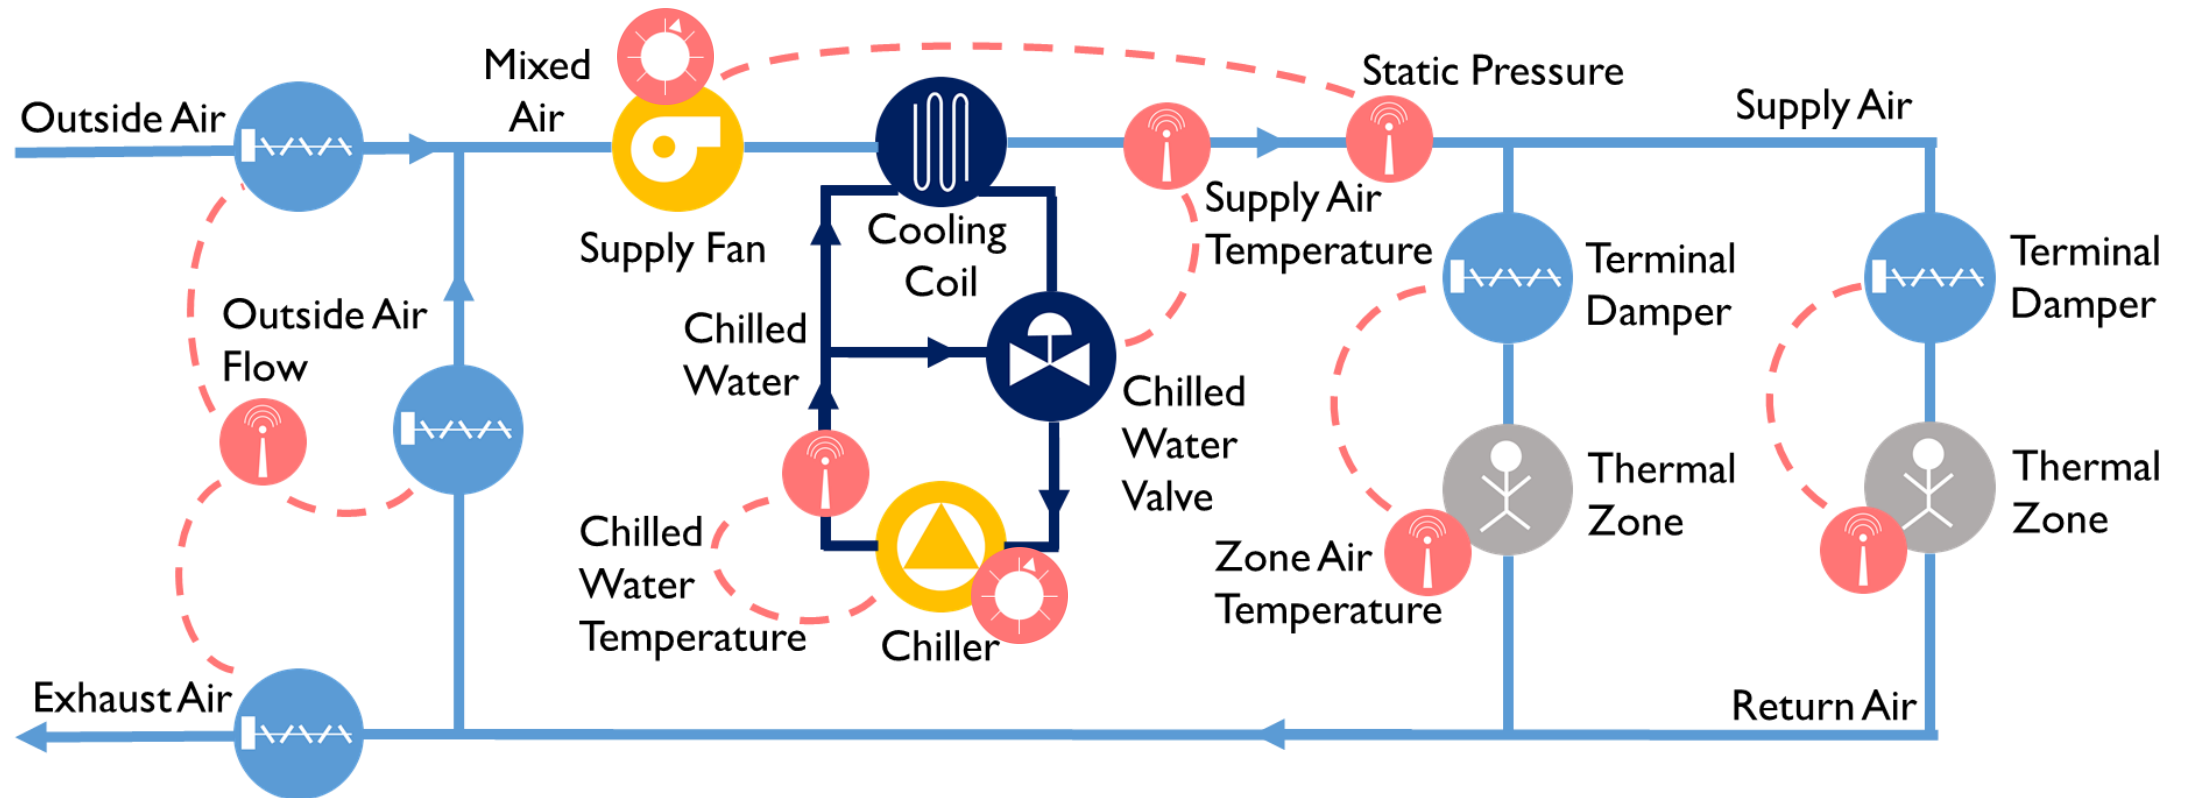 Mixed
Air
Outside Air
Static Pressure
Supply Air
Supply Fan
Cooling
Coil
Supply Air
Temperature
Terminal
Damper
Terminal
Damper
Outside Air
Flow
Chilled
Water
Chilled
Water
Valve
Thermal
Zone
Thermal
Zone
Chilled
Water
Temperature
Zone Air
Temperature
Chiller
Exhaust Air
Return Air